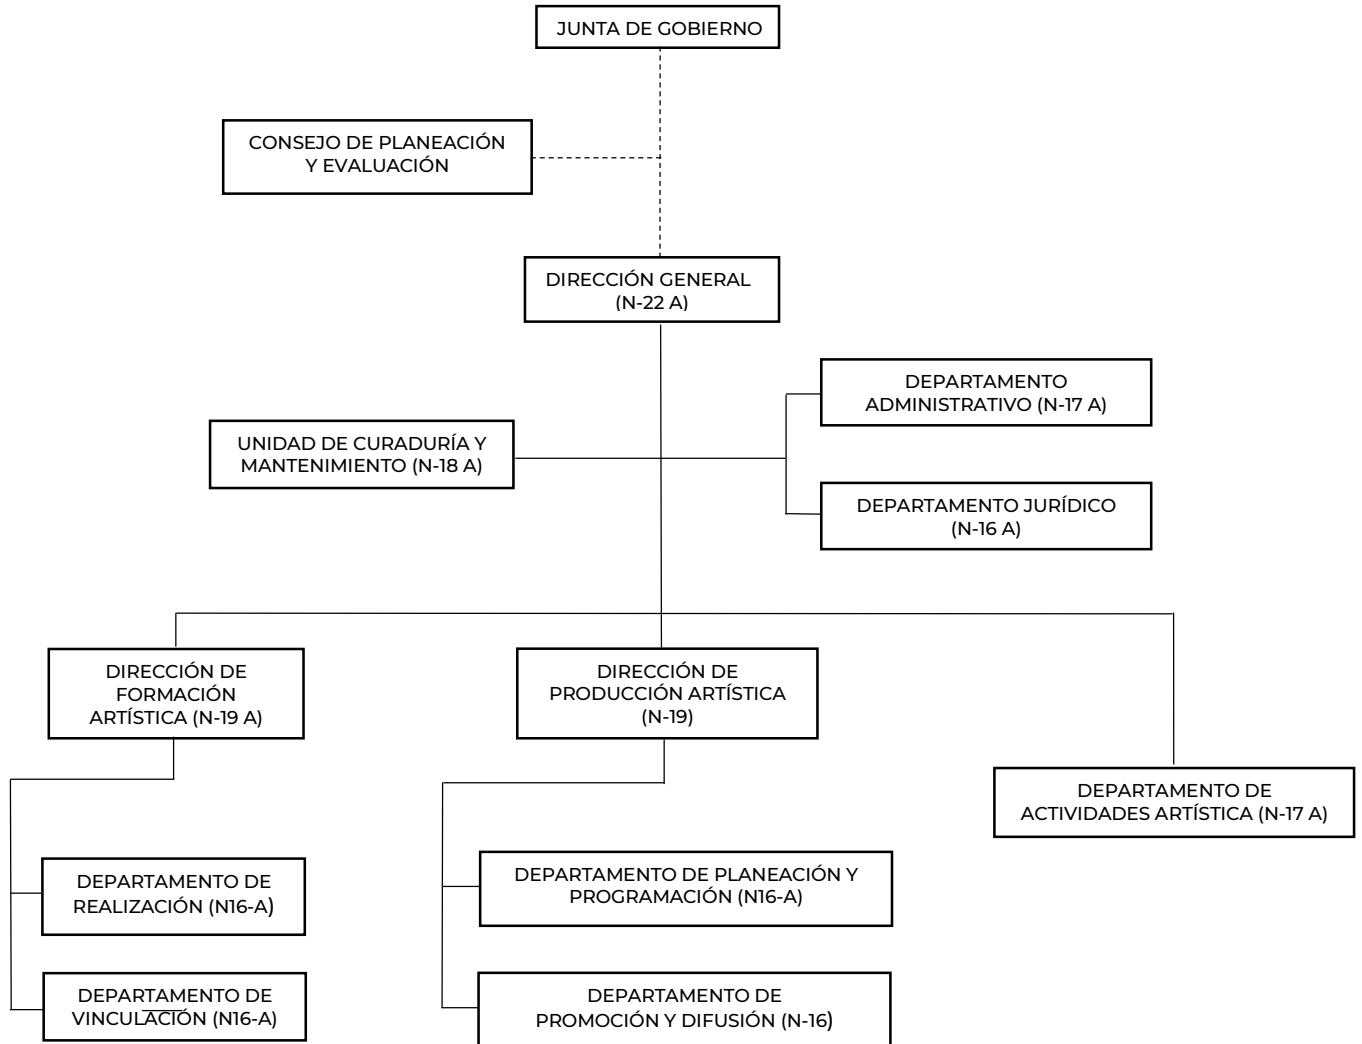 JUNTA DE GOBIERNO
CONSEJO DE PLANEACIÓN
Y EVALUACIÓN
DIRECCIÓN GENERAL
(N-22 A)
DEPARTAMENTO
ADMINISTRATIVO (N-17 A)
UNIDAD DE CURADURÍA Y
MANTENIMIENTO (N-18 A)
DEPARTAMENTO JURÍDICO
(N-16 A)
DIRECCIÓN DE
FORMACIÓN
ARTÍSTICA (N-19 A)
DIRECCIÓN DE
PRODUCCIÓN ARTÍSTICA
(N-19)
DEPARTAMENTO DE
ACTIVIDADES ARTÍSTICA (N-17 A)
DEPARTAMENTO DE
REALIZACIÓN (N16-A)
DEPARTAMENTO DE PLANEACIÓN Y
PROGRAMACIÓN (N16-A)
DEPARTAMENTO DE
VINCULACIÓN (N16-A)
DEPARTAMENTO DE
PROMOCIÓN Y DIFUSIÓN (N-16)